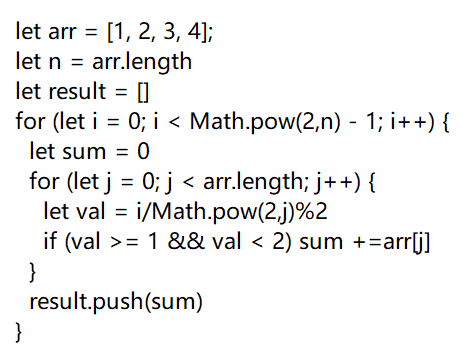 let arr = [1, 2, 3, 4];
let n = arr.length
let result = []
for (let i = 0; i < Math.pow(2,n) - 1; i++) {
  let sum = 0
  for (let j = 0; j < arr.length; j++) {
    let val = i/Math.pow(2,j)%2
    if (val >= 1 && val < 2) sum +=arr[j]
  }
  result.push(sum)
}